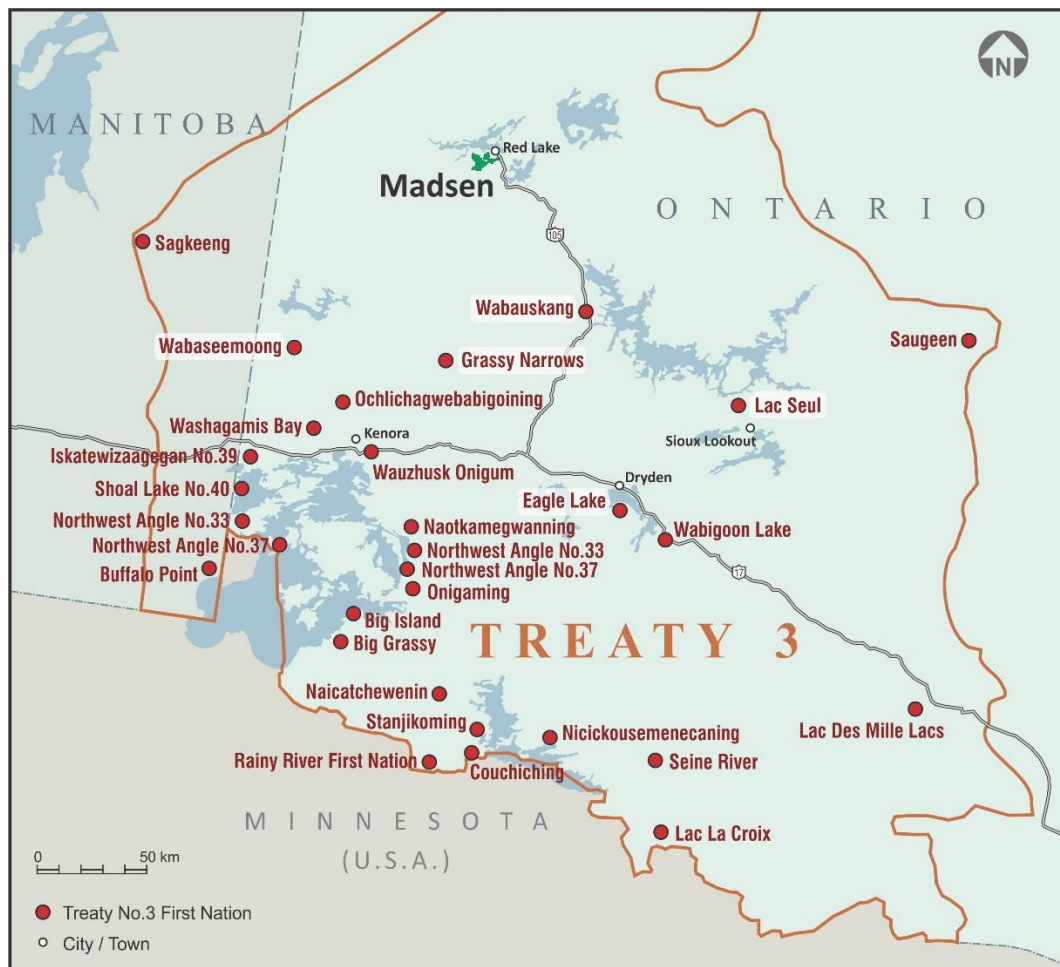 N
MANITOBA
Red Lake
Madsen
ONTARIO
105
Sagkeeng
Wabauskang
Wabaseemoong
Grassy Narrows
Saugeen
Ochlichagwebabigoining
Lac Seul
Washagamis Bay
Kenora
Sioux Lookout
Iskatewizaagegan No.39
Wauzhusk Onigum
Dryden
Shoal Lake No.40
Eagle Lake
Northwest Angle No.33
Naotkamegwanning
Wabigoon Lake
Northwest Angle No.37
Northwest Angle No.33
Buffalo Point
Northwest Angle No.37
17
Onigaming
Big Island
TREATY 3
Big Grassy
Naicatchewenin
Stanjikoming
Nicickousemenecaning
Lac Des Mille Lacs
Rainy River First Nation
Couchiching
Seine River
MINNESOTA
(U.S.A.)
Lac La Croix
0 50 km
Treaty No.3 First Nation
City / Town